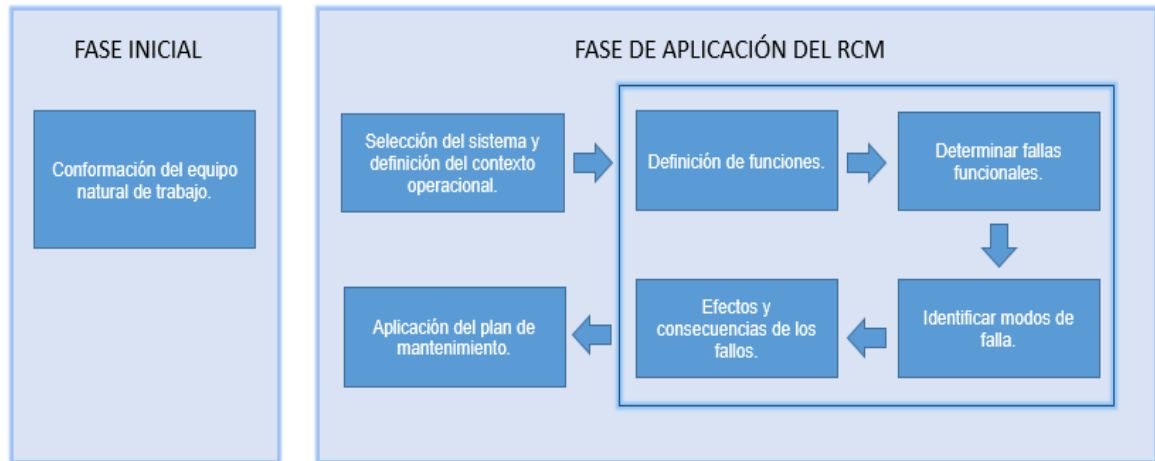 FASE INICIAL
Conformación del equipo
natural de trabajo.
FASE DE APLICACIÓN DEL RCM
Selección del sistema y
definición del contexto
operacional.
Definición de funciones.
Determinar fallas
funcionales.
Identificar modos de
falla.
Efectos y
consecuencias de los
fallos.
Aplicación del plan de
mantenimiento.